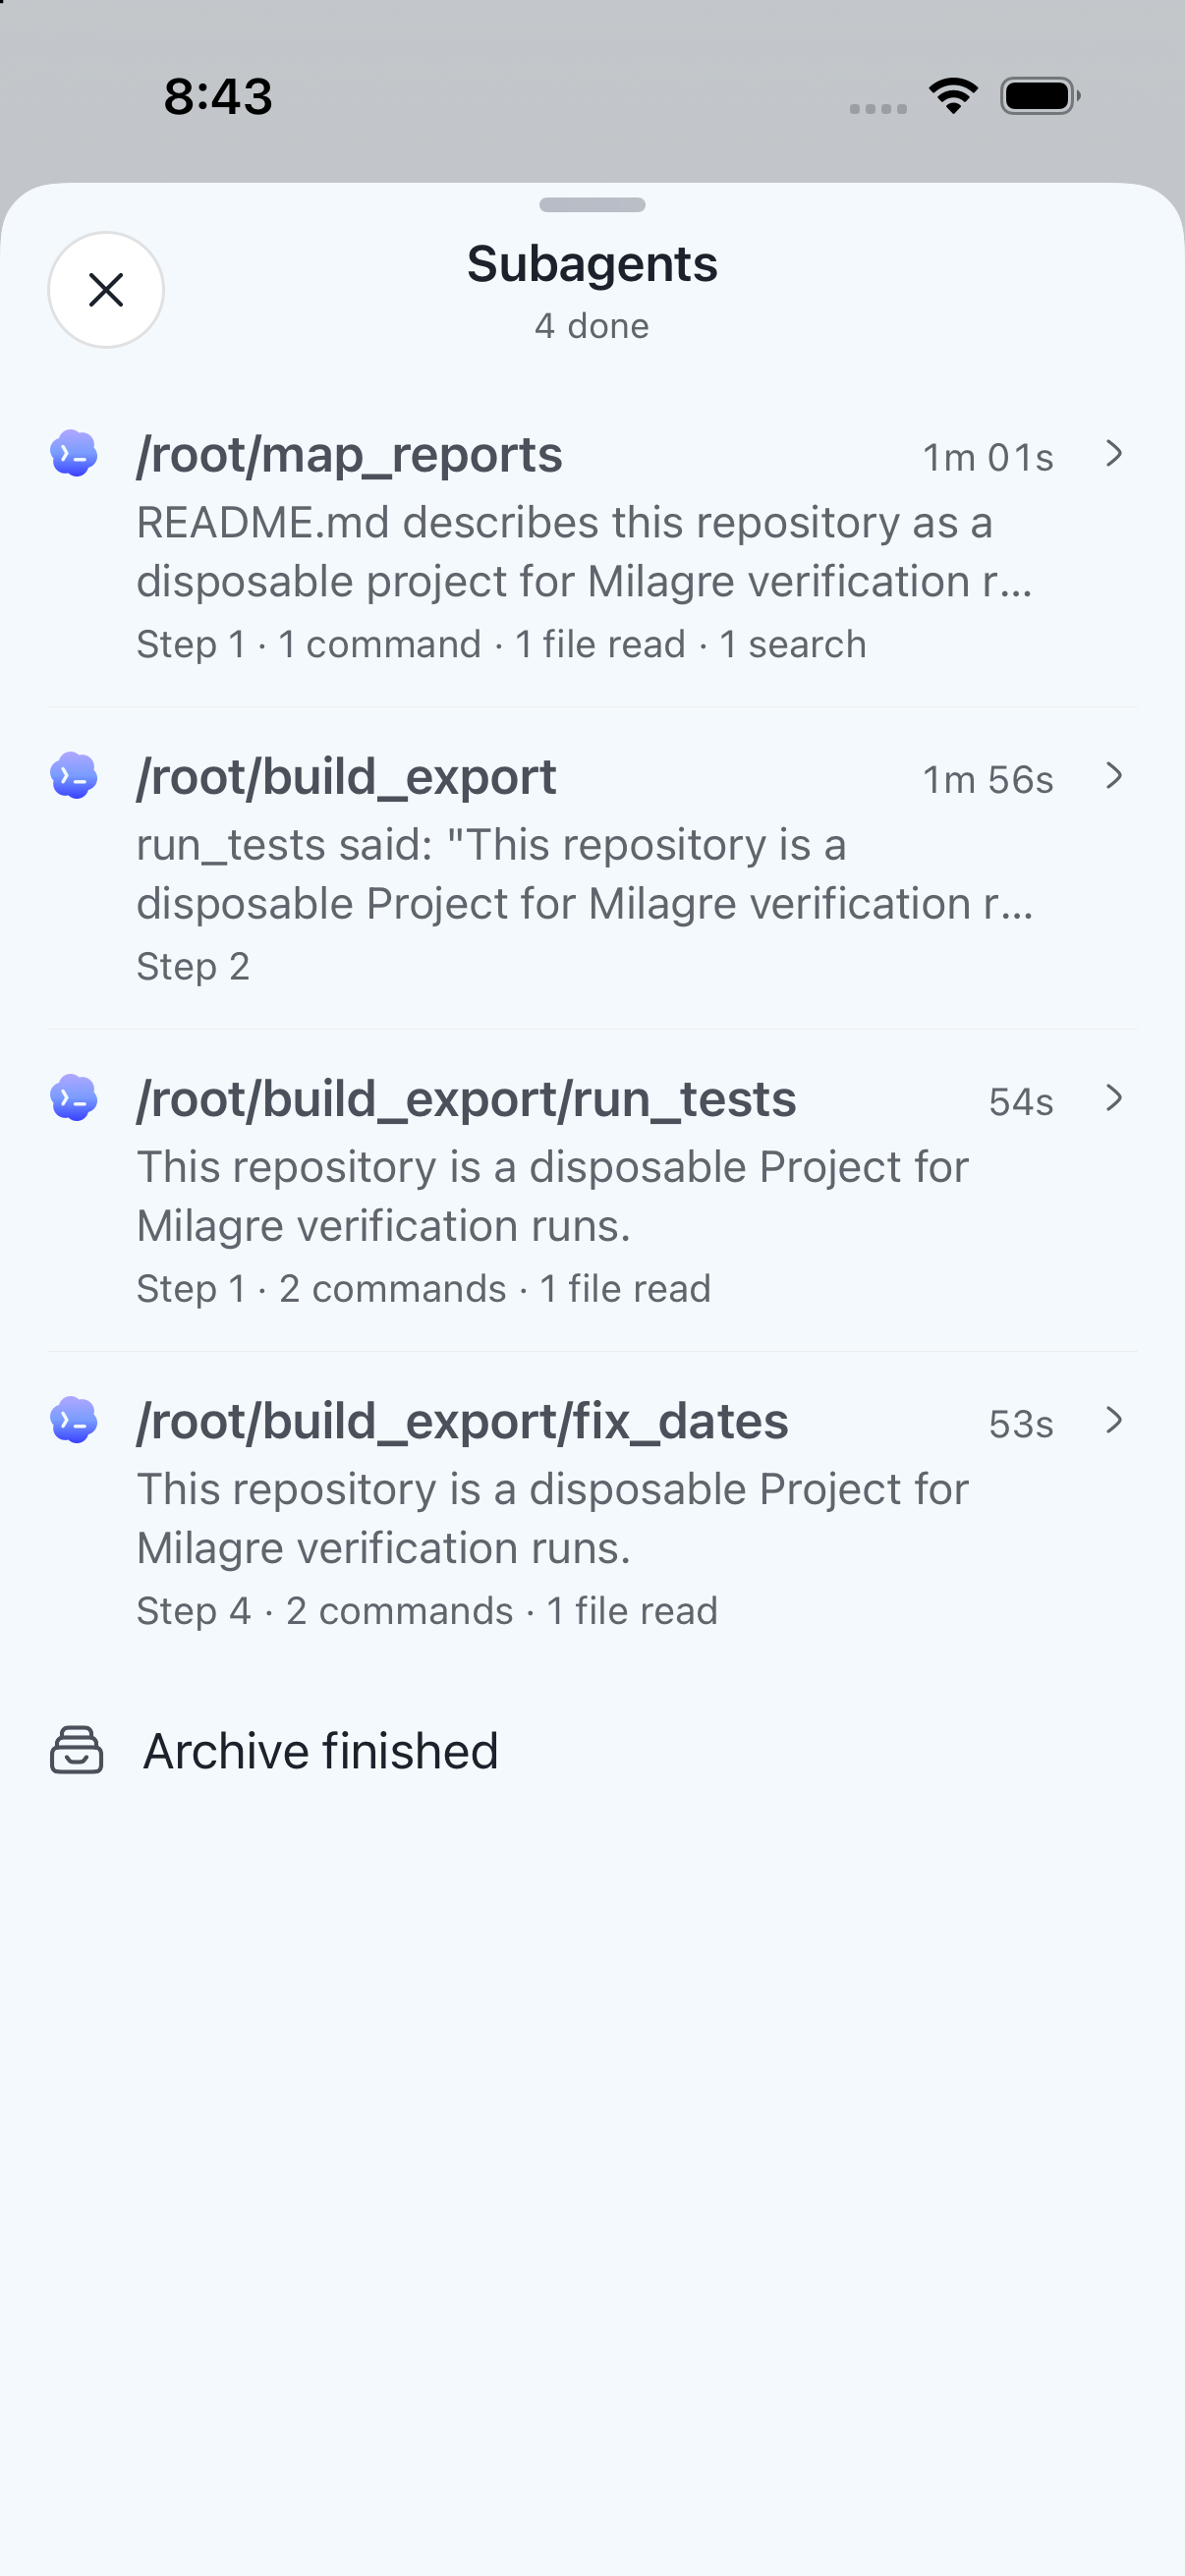 8:43
Subagents
4 done
/root/map_reports 1m 01s
README.md describes this repository as a
disposable project for Milagre verification r...
Step 1 · 1 command · 1 file read · 1 search
/root/build_export 1m 56s
run_tests said: "This repository is a
disposable Project for Milagre verification r...
Step 2
/root/build_export/run_tests 54s
This repository is a disposable Project for
Milagre verification runs.
Step 1 · 2 commands · 1 file read
/root/build_export/fix_dates 53s
This repository is a disposable Project for
Milagre verification runs.
Step 4 · 2 commands · 1 file read
Archive finished